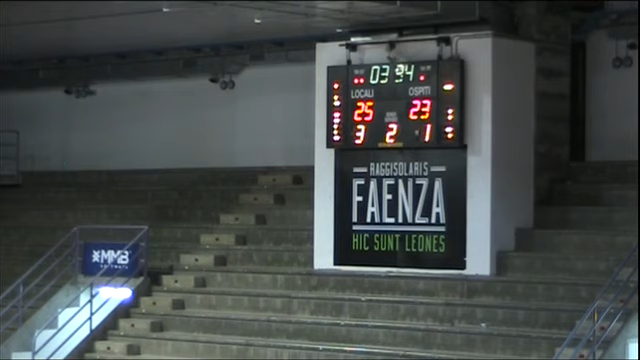 03 34
LOCALI OSPITI
25 23
3 2 1
RAGGISOLARIS
FAENZA
HIC SUNT LEONES
MMB